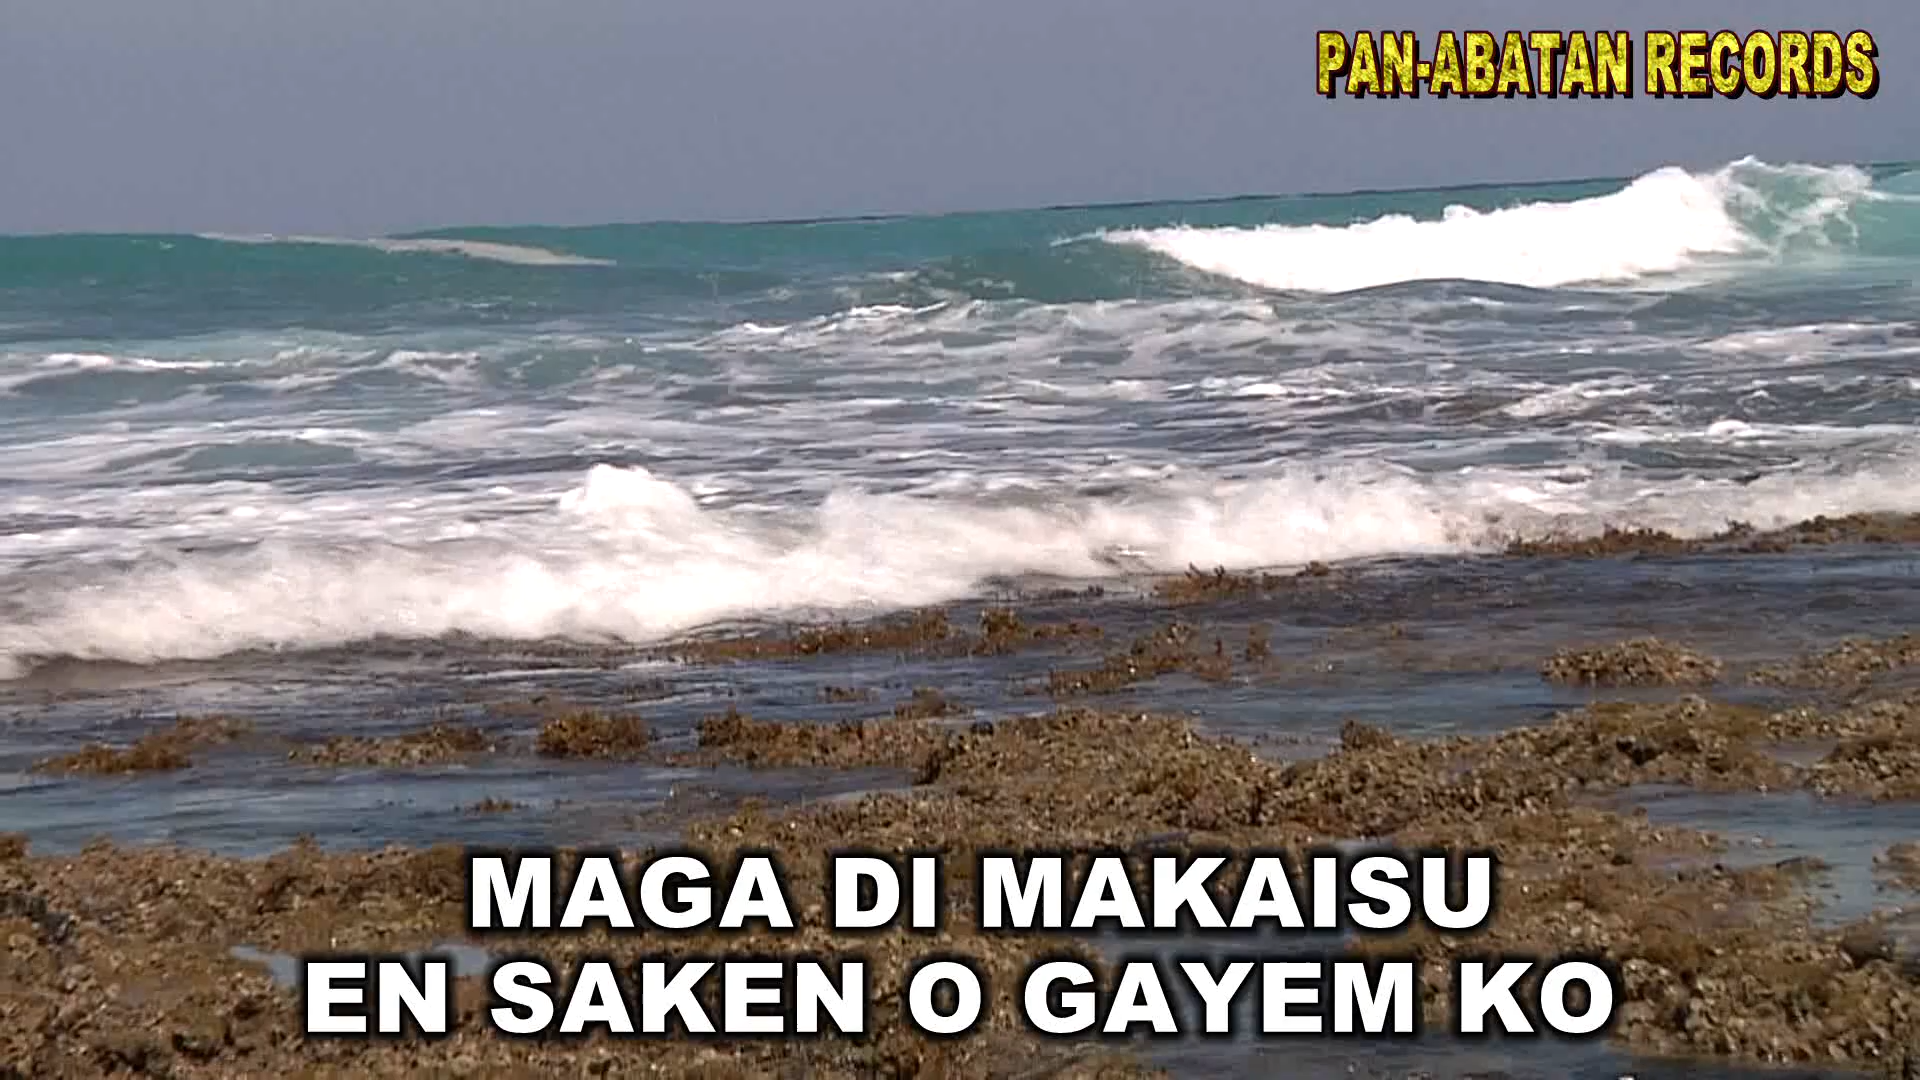 PAN-ABATAN RECORDS
MAGA DI MAKAISU
EN SAKEN O GAYEM KO